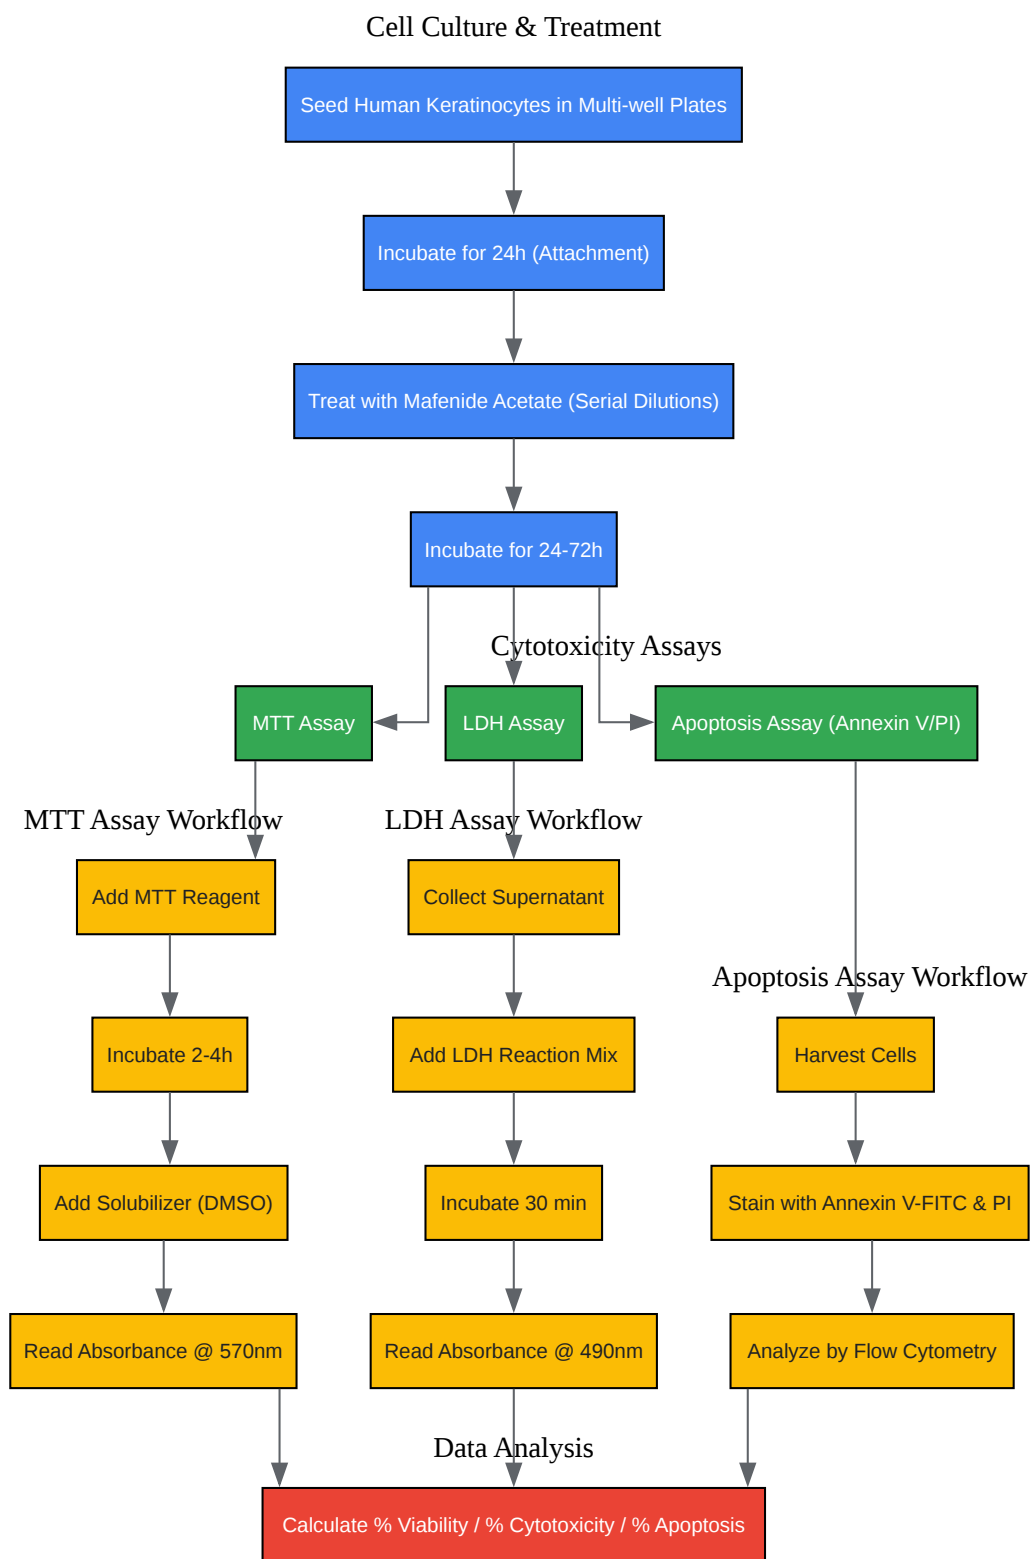 Cell Culture & Treatment
Seed Human Keratinocytes in Multi-well Plates
Incubate for 24h (Attachment)
Treat with Mafenide Acetate (Serial Dilutions)
Incubate for 24-72h
Cytotoxicity Assays
MTT Assay
LDH Assay
Apoptosis Assay (Annexin V/PI)
MTT Assay Workflow
LDH Assay Workflow
Add MTT Reagent
Collect Supernatant
Apoptosis Assay Workflow
Incubate 2-4h
Add LDH Reaction Mix
Harvest Cells
Add Solubilizer (DMSO)
Incubate 30 min
Stain with Annexin V-FITC & PI
Read Absorbance @ 570nm
Read Absorbance @ 490nm
Analyze by Flow Cytometry
Data Analysis
Calculate % Viability / % Cytotoxicity / % Apoptosis